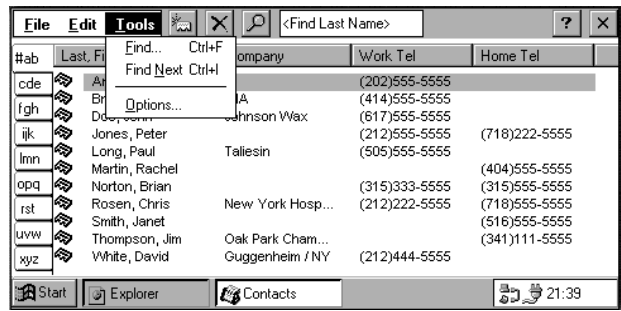 File Edit Tools <Find Last Name> ? ×
Find... Ctrl+F
Find Next Ctrl+I
Options...
#ab Last, Fi ompany Work Tel Home Tel
cde (202)555-5555
(414)555-5555
fgh Johnson Wax (617)555-5555
ijk Jones, Peter (212)555-5555 (718)222-5555
Long, Paul Taliesin (505)555-5555
lmn Martin, Rachel (404)555-5555
opq Norton, Brian (315)333-5555 (315)555-5555
rst Rosen, Chris New York Hosp... (212)222-5555 (718)555-5555
Smith, Janet (516)555-5555
uvw Thompson, Jim Oak Park Cham... (341)111-5555
xyz White, David Guggenheim / NY (212)444-5555
Start Explorer Contacts 21:39